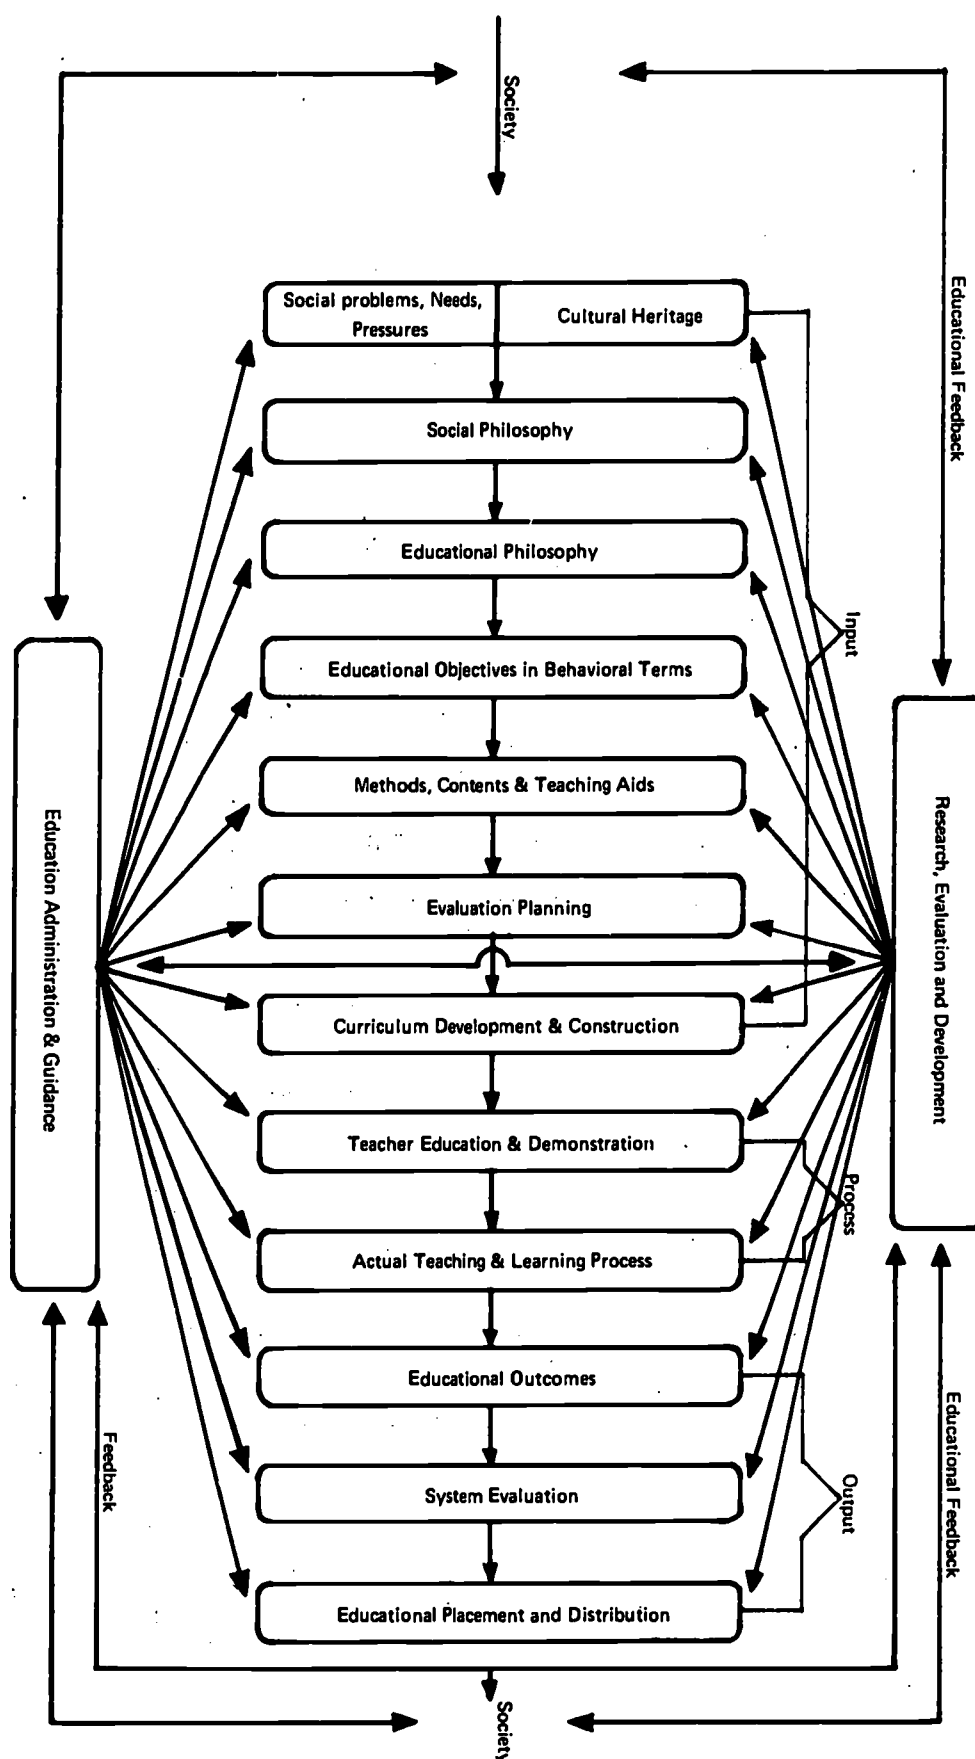 Society
Educational Feedback
Social problems, Needs,
Pressures
Cultural Heritage
Social Philosophy
Educational Philosophy
Input
Educational Objectives in Behavioral Terms
Methods, Contents & Teaching Aids
Evaluation Planning
Education Administration & Guidance
Research, Evaluation and Development
Curriculum Development & Construction
Teacher Education & Demonstration
Process
Actual Teaching & Learning Process
Educational Outcomes
Feedback
Educational Feedback
System Evaluation
Output
Educational Placement and Distribution
Society